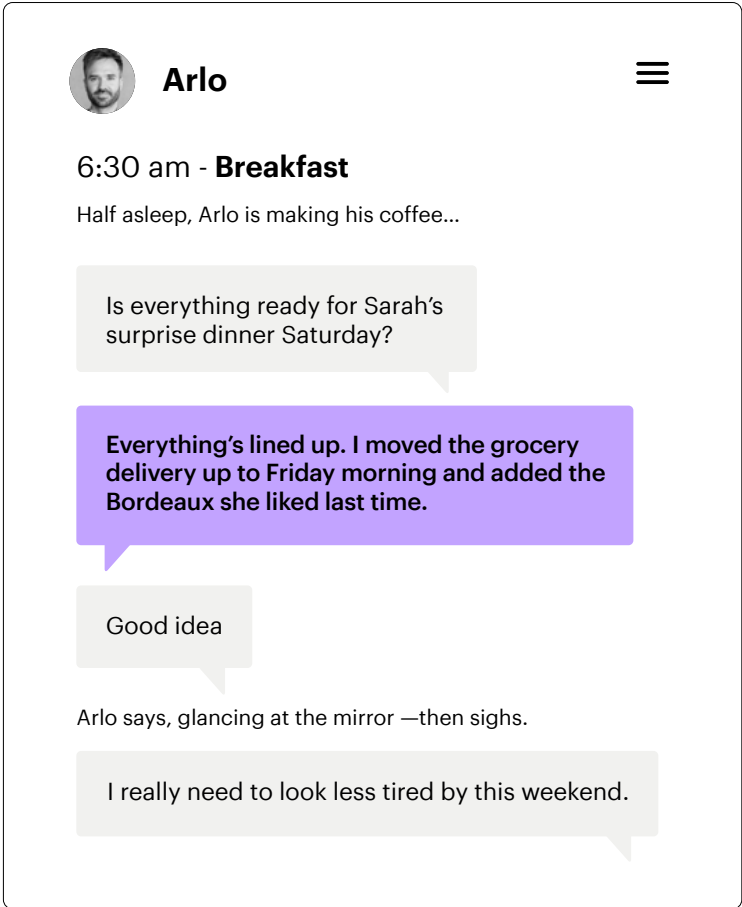 Arlo
6:30 am - Breakfast
Half asleep, Arlo is making his coffee...
Is everything ready for Sarah’s
surprise dinner Saturday?
Everything’s lined up. I moved the grocery
delivery up to Friday morning and added the
Bordeaux she liked last time.
Good idea
Arlo says, glancing at the mirror —then sighs.
I really need to look less tired by this weekend.